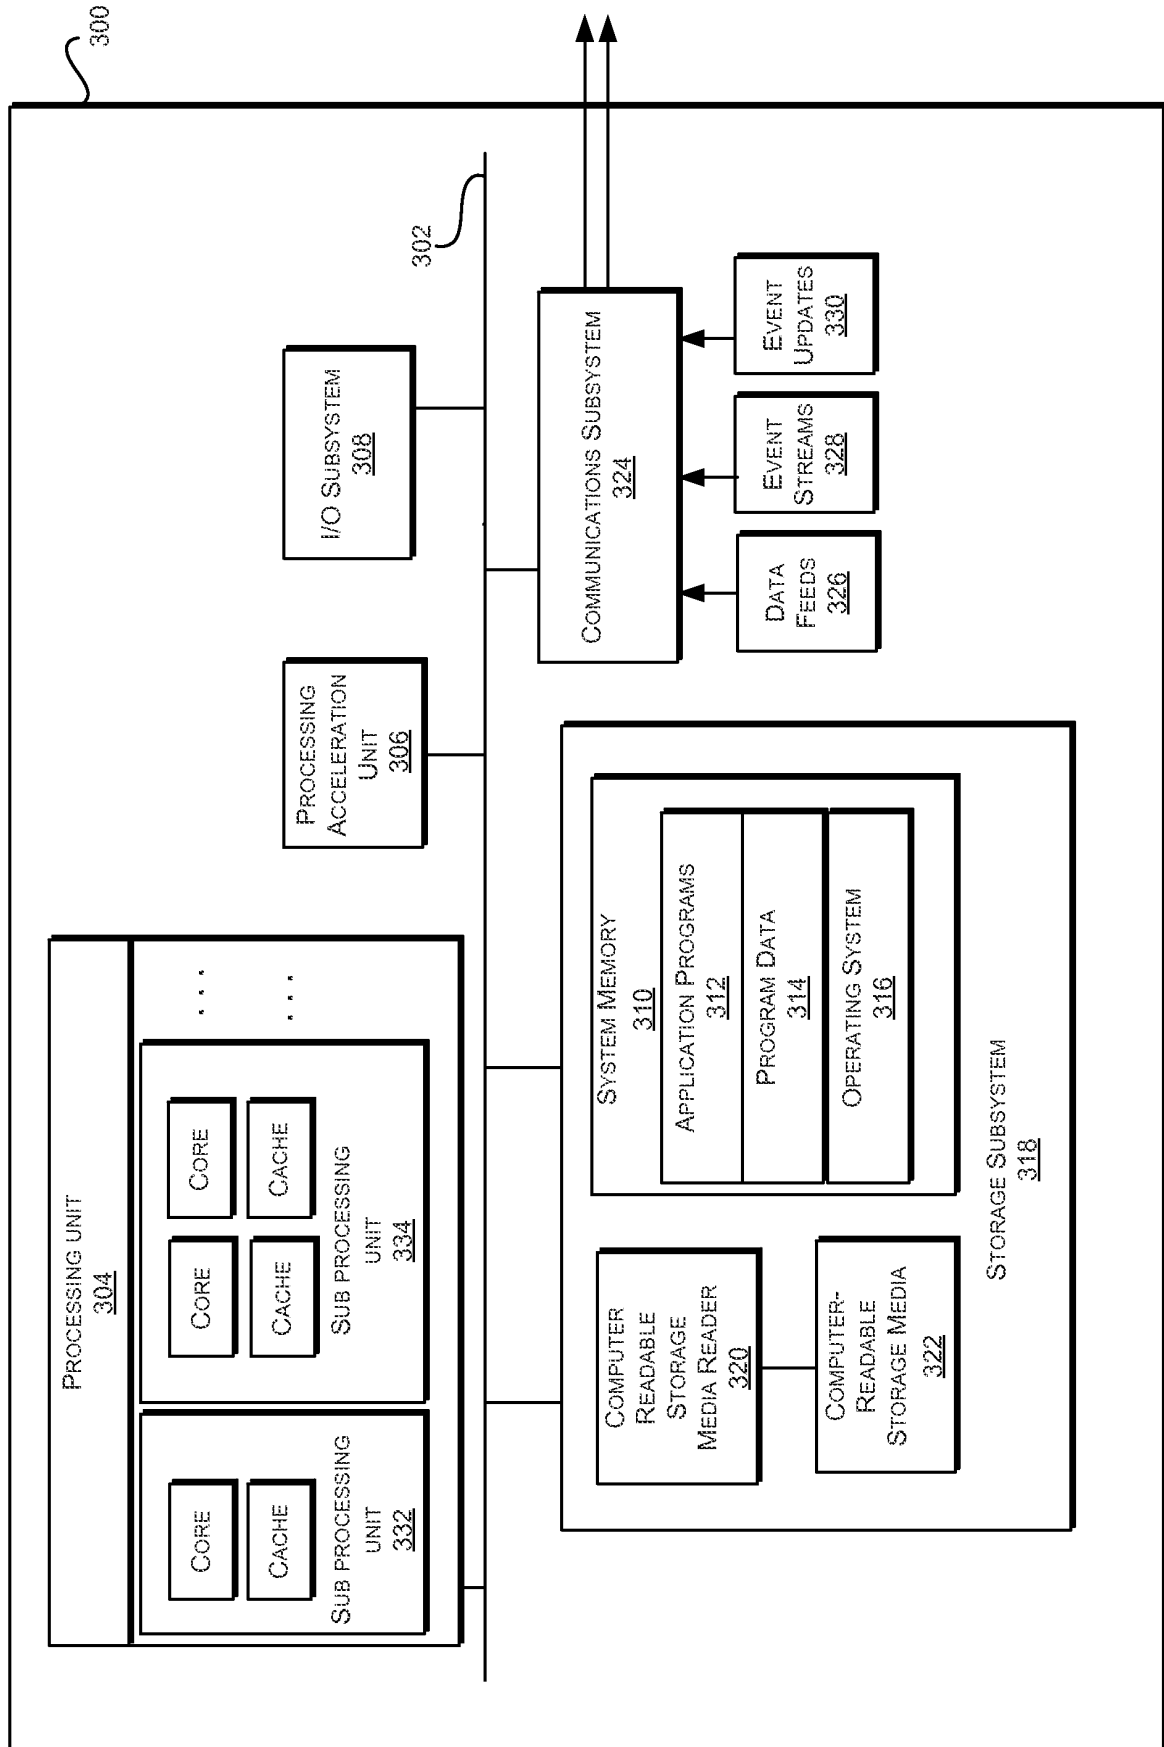 300
PROCESSING UNIT
304
CORE
CACHE
SUB PROCESSING
UNIT
332
CORE
CORE
CACHE
CACHE
SUB PROCESSING
UNIT
334
. . .
. . .
PROCESSING
ACCELERATION
UNIT
306
I/O SUBSYSTEM
308
302
COMPUTER
READABLE
STORAGE
MEDIA READER
320
COMPUTER-
READABLE
STORAGE MEDIA
322
SYSTEM MEMORY
310
APPLICATION PROGRAMS
312
PROGRAM DATA
314
OPERATING SYSTEM
316
STORAGE SUBSYSTEM
318
COMMUNICATIONS SUBSYSTEM
324
DATA
FEEDS
326
EVENT
STREAMS
328
EVENT
UPDATES
330